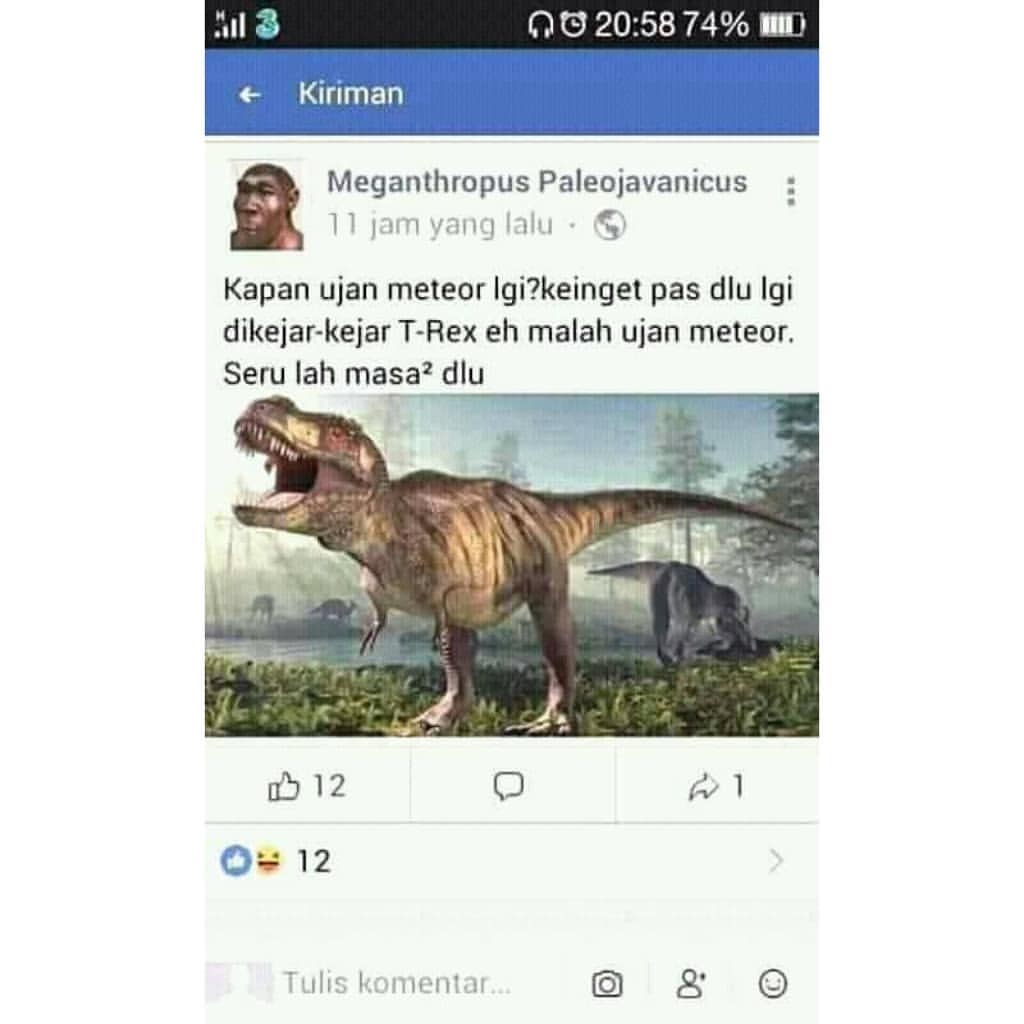 H 3 20:58 74%
Kiriman
Meganthropus Paleojavanicus
11 jam yang lalu ·
Kapan ujan meteor lgi?keinget pas dlu lgi
dikejar-kejar T-Rex eh malah ujan meteor.
Seru lah masa² dlu
12 1
12
Tulis komentar...